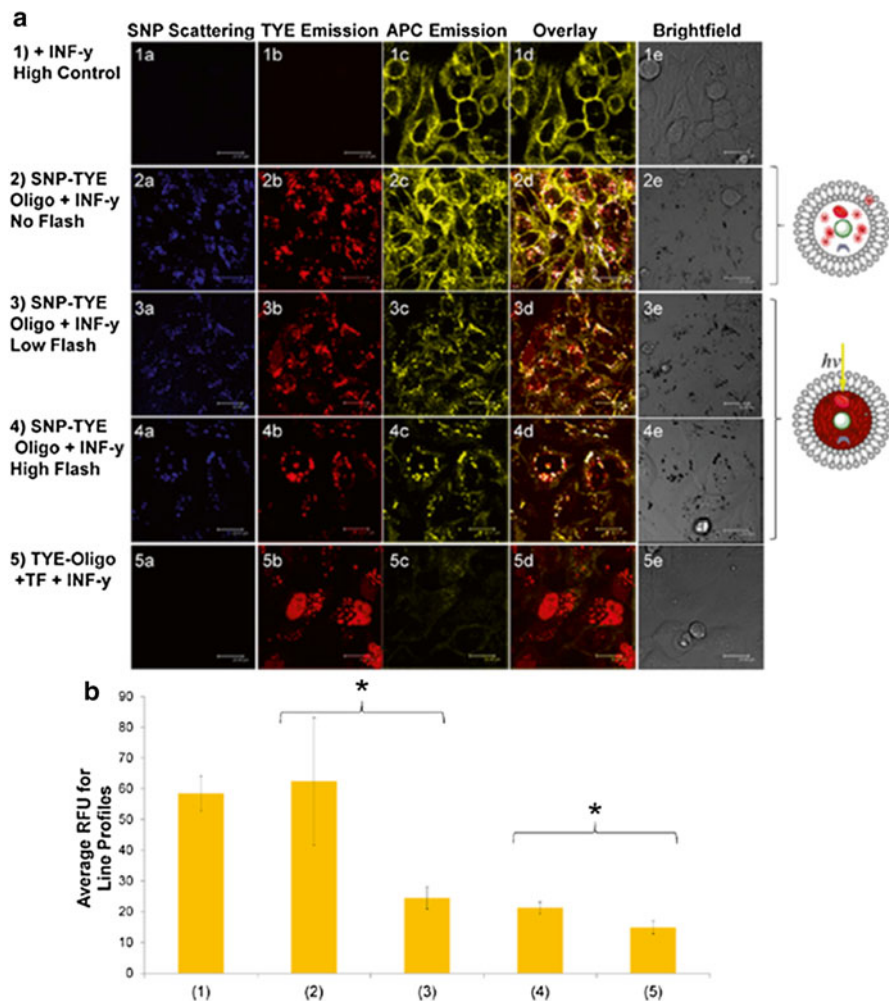 a
SNP Scattering TYE Emission APC Emission Overlay Brightfield
1) + INF-y
High Control
1a 1b 1c 1d 1e
2) SNP-TYE
Oligo + INF-y
No Flash
2a 2b 2c 2d 2e
3) SNP-TYE
Oligo + INF-y
Low Flash
3a 3b 3c 3d 3e
hν
4) SNP-TYE
Oligo + INF-y
High Flash
4a 4b 4c 4d 4e
5) TYE-Oligo
+TF + INF-y
5a 5b 5c 5d 5e
b
Average RFU for
Line Profiles
90
80
70
60
50
40
30
20
10
0
* *
(1) (2) (3) (4) (5)